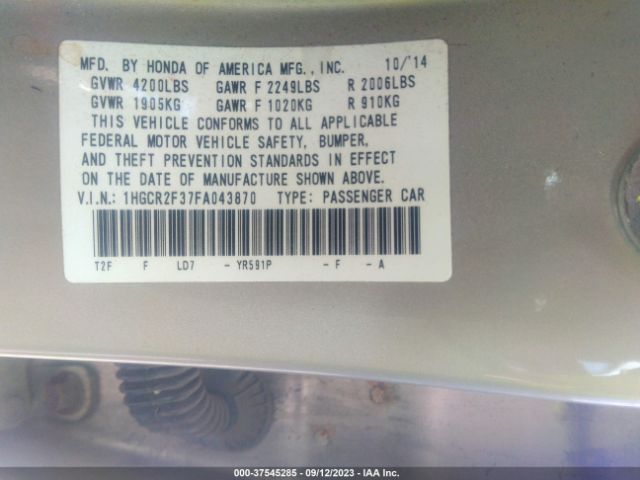 MFD. BY HONDA OF AMERICA MFG., INC. 10/'14
GVWR 4200LBS GAWR F 2249LBS R 2006LBS
GVWR 1905KG GAWR F 1020KG R 910KG
THIS VEHICLE CONFORMS TO ALL APPLICABLE
FEDERAL MOTOR VEHICLE SAFETY, BUMPER,
AND THEFT PREVENTION STANDARDS IN EFFECT
ON THE DATE OF MANUFACTURE SHOWN ABOVE.
V.I.N.: 1HGCR2F37FA043870 TYPE: PASSENGER CAR
T2F F LD7 - YR591P - F - A
000-37545285 - 09/12/2023 - IAA Inc.